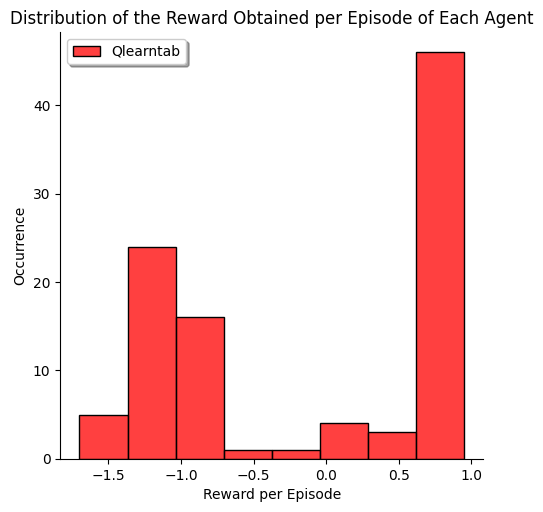 Distribution of the Reward Obtained per Episode of Each Agent
Qlearntab
40
30
20
10
0
Occurrence
−1.5 −1.0 −0.5 0.0 0.5 1.0
Reward per Episode